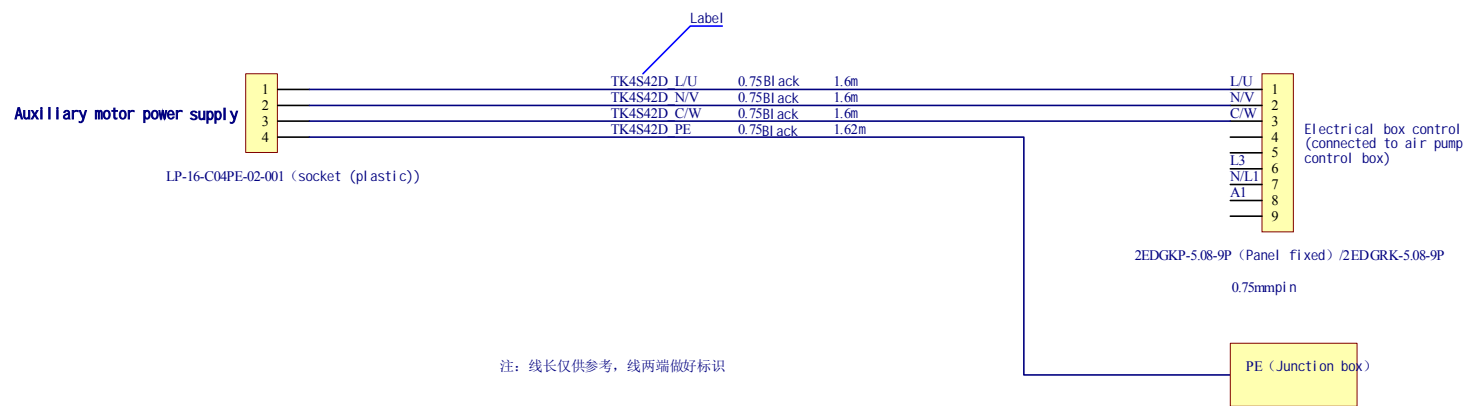 Label
TK4S42D L/U 0.75Black 1.6m
TK4S42D N/V 0.75Black 1.6m
TK4S42D C/W 0.75Black 1.6m
TK4S42D PE 0.75Black 1.62m
Auxiliary motor power supply
1
2
3
4
LP-16-C04PE-02-001（socket (plastic))
L/U 1
N/V 2
C/W 3
4
5
L3 6
N/L1 7
A1 8
9
Electrical box control
(connected to air pump
control box)
2EDGKP-5.08-9P（Panel fixed）/2EDGRK-5.08-9P
0.75mmpin
注：线长仅供参考，线两端做好标识
PE（Junction box）